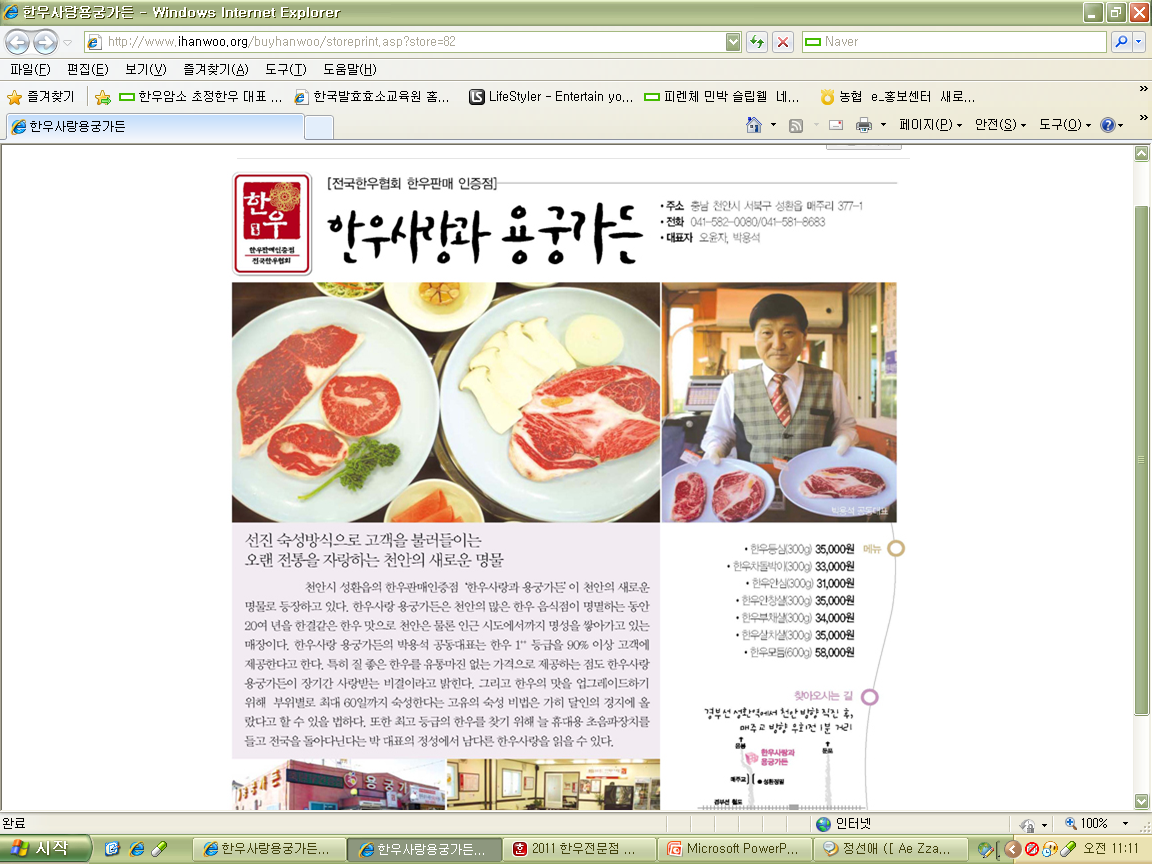 한우사랑용궁가든 - Windows Internet Explorer
http://www.ihanwoo.org/buyhanwoo/storeprint.asp?store=82
Naver
파일(F) 편집(E) 보기(V) 즐겨찾기(A) 도구(T) 도움말(H)
즐겨찾기 한우암소 초정한우 대표 ... 한국발효효소교육원 홈... LifeStyler - Entertain yo... 피렌체 민박 슬립웰 네... 농협 e_홍보센터 새로...
한우사랑용궁가든
페이지(P) 안전(S) 도구(O)
한우
한우판매인증점
전국한우협회
[전국한우협회 한우판매 인증점]
한우사랑과 용궁가든
• 주소 충남 천안시 서북구 성환읍 매주리 377-1
• 전화 041-582-0080/041-581-8683
• 대표자 오윤자, 박용석
박용석 공동대표
선진 숙성방식으로 고객을 불러들이는
오랜 전통을 자랑하는 천안의 새로운 명물
천안시 성환읍의 한우판매인증점 '한우사랑과 용궁가든'이 천안의 새로운
명물로 등장하고 있다. 한우사랑 용궁가든은 천안의 많은 한우 음식점이 명멸하는 동안
20여 년을 한결같은 한우 맛으로 천안은 물론 인근 시도에서까지 명성을 쌓아가고 있는
매장이다. 한우사랑 용궁가든의 박용석 공동대표는 한우 1++ 등급을 90% 이상 고객에
제공한다고 한다. 특히 질 좋은 한우를 유통마진 없는 가격으로 제공하는 점도 한우사랑
용궁가든이 장기간 사랑받는 비결이라고 밝힌다. 그리고 한우의 맛을 업그레이드하기
위해 부위별로 최대 60일까지 숙성한다는 고유의 숙성 비법은 가히 달인의 경지에 올
랐다고 할 수 있을 법하다. 또한 최고 등급의 한우를 찾기 위해 늘 휴대용 초음파장치를
들고 전국을 돌아다닌다는 박 대표의 정성에서 남다른 한우사랑을 읽을 수 있다.
메뉴
• 한우등심(300g) 35,000원
• 한우차돌박이(300g) 33,000원
• 한우안심(300g) 31,000원
• 한우안창살(300g) 35,000원
• 한우부채살(300g) 34,000원
• 한우살치살(300g) 35,000원
• 한우모듬(600g) 58,000원
찾아오시는 길
경부선 성환역에서 천안 방향 직진 후,
매주교 방향 우회전 1분 거리
둔포
한우사랑과
용궁가든
매주교
성환정발
경부선 철도
용궁가
완료
인터넷
100%
시작
한우사랑용궁가든...
한우사랑용궁가든...
2011 한우전문점 ...
Microsoft PowerP...
정선애 ([ Ae Zza...
오전 11:11